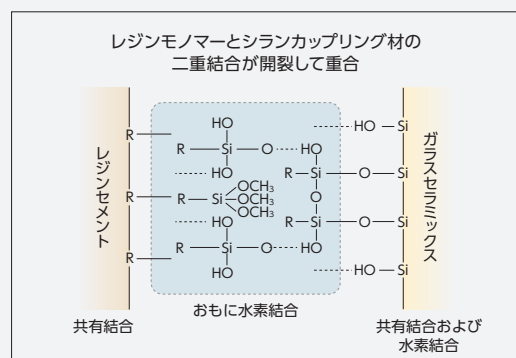 レジンモノマーとシランカップリング材の
二重結合が開裂して重合
レジンセメント
R
R
R
HO
R Si O HO
HO R Si O Si
OCH3
R Si OCH3 O
OCH3
HO R Si O Si
R Si O HO
HO
HO Si
HO Si
ガラスセラミックス
共有結合
おもに水素結合
共有結合および
水素結合